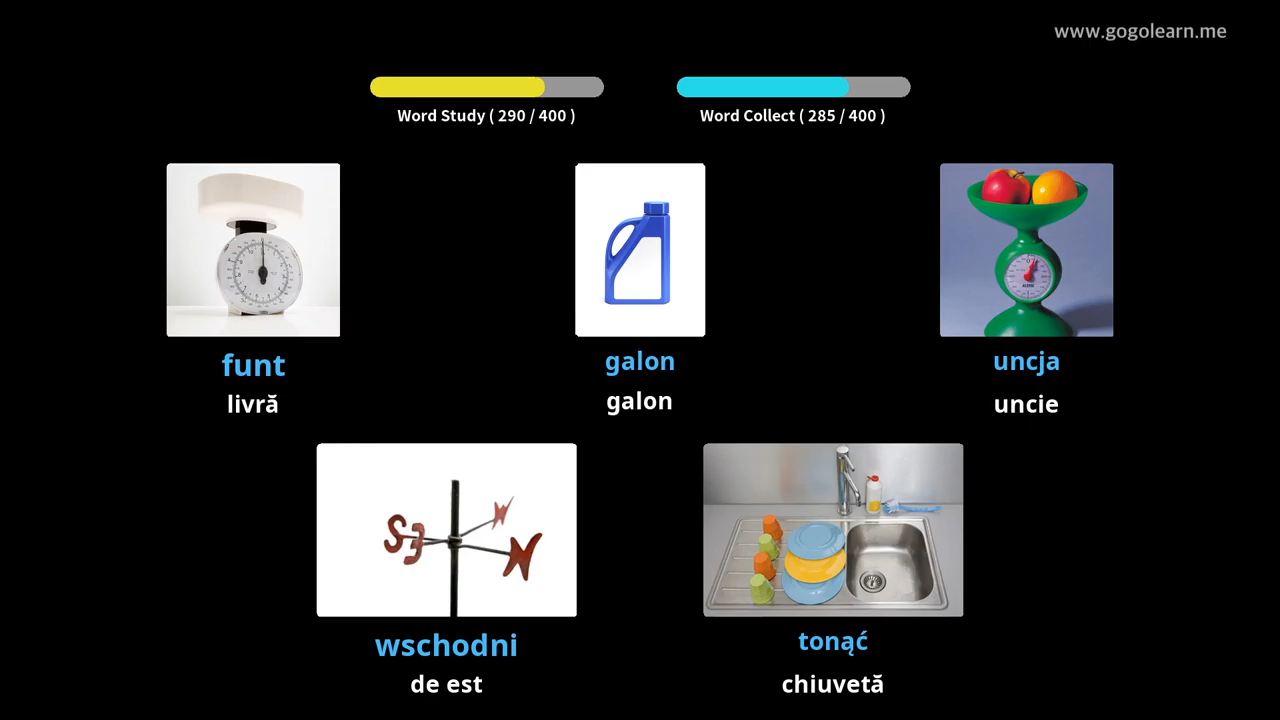 www.gogolearn.me
Word Study ( 290 / 400 )
Word Collect ( 285 / 400 )
funt
livră
galon
galon
uncja
uncie
wschodni
de est
tonąć
chiuvetă